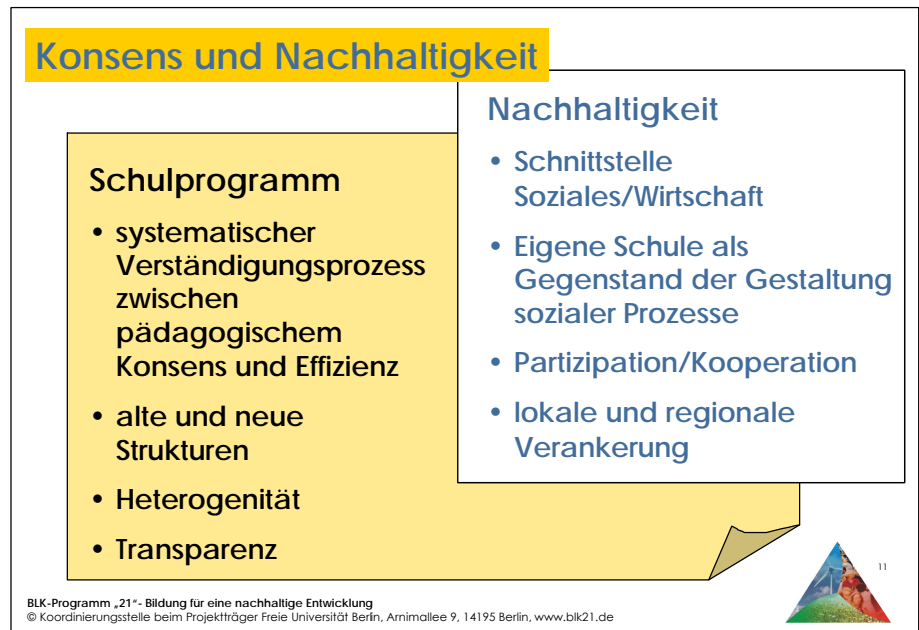 Konsens und Nachhaltigkeit
Schulprogramm
• systematischer
Verständigungsprozess
zwischen
pädagogischem
Konsens und Effizienz
• alte und neue
Strukturen
• Heterogenität
• Transparenz
Nachhaltigkeit
• Schnittstelle
Soziales/Wirtschaft
• Eigene Schule als
Gegenstand der Gestaltung
sozialer Prozesse
• Partizipation/Kooperation
• lokale und regionale
Verankerung
11
BLK-Programm „21“- Bildung für eine nachhaltige Entwicklung
© Koordinierungsstelle beim Projektträger Freie Universität Berlin, Arnimallee 9, 14195 Berlin, www.blk21.de